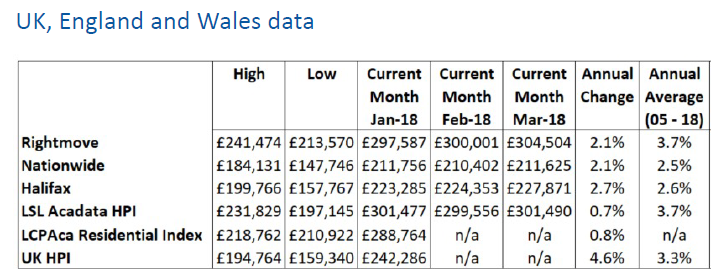 UK, England and Wales data
High Low Current Current Current Annual Annual
Month Month Month Change Average
Jan-18 Feb-18 Mar-18 (05 - 18)
Rightmove £241,474 £213,570 £297,587 £300,001 £304,504 2.1% 3.7%
Nationwide £184,131 £147,746 £211,756 £210,402 £211,625 2.1% 2.5%
Halifax £199,766 £157,767 £223,285 £224,353 £227,871 2.7% 2.6%
LSL Acadata HPI £231,829 £197,145 £301,477 £299,556 £301,490 0.7% 3.7%
LCPAca Residential Index £218,762 £210,922 £288,764 n/a n/a 0.8% n/a
UK HPI £194,764 £159,340 £242,286 n/a n/a 4.6% 3.3%